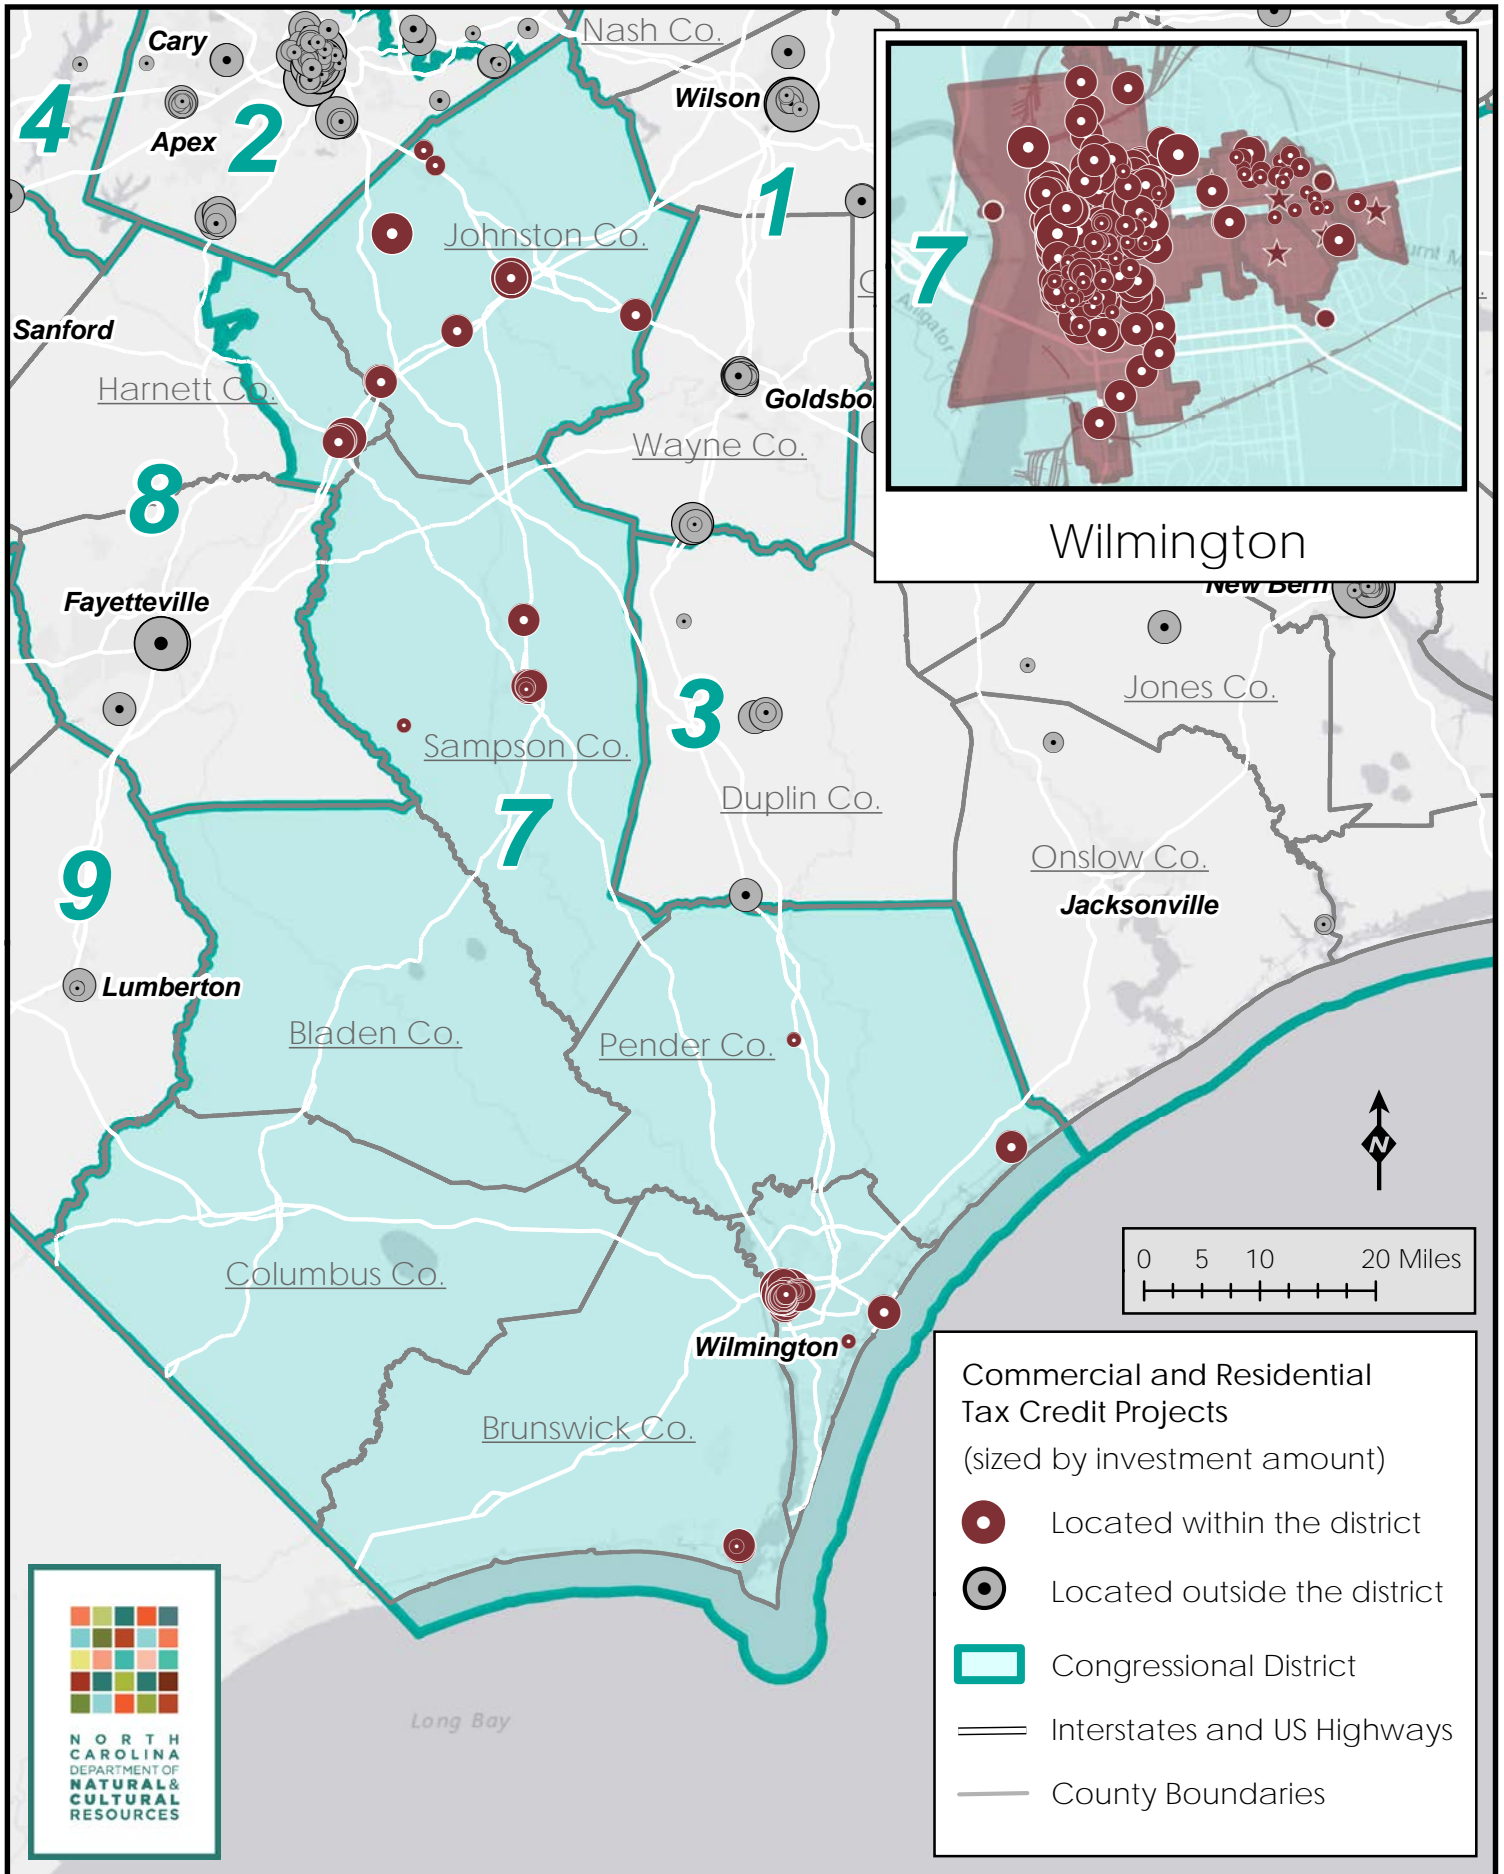 Nash Co.
Cary
Wilson
4
2
Apex
1
Johnston Co.
7
Alligator
Burnt M
Sanford
Harnett Co.
Goldsbo
Wayne Co.
8
Wilmington
Fayetteville
New Bern
3
Jones Co.
Sampson Co.
Duplin Co.
7
9
Onslow Co.
Jacksonville
Lumberton
Bladen Co.
Pender Co.
N
0 5 10 20 Miles
Columbus Co.
Wilmington
Brunswick Co.
Commercial and Residential
Tax Credit Projects
(sized by investment amount)
Located within the district
Located outside the district
Congressional District
Interstates and US Highways
County Boundaries
Long Bay
NORTH
CAROLINA
DEPARTMENT OF
NATURAL &
CULTURAL
RESOURCES